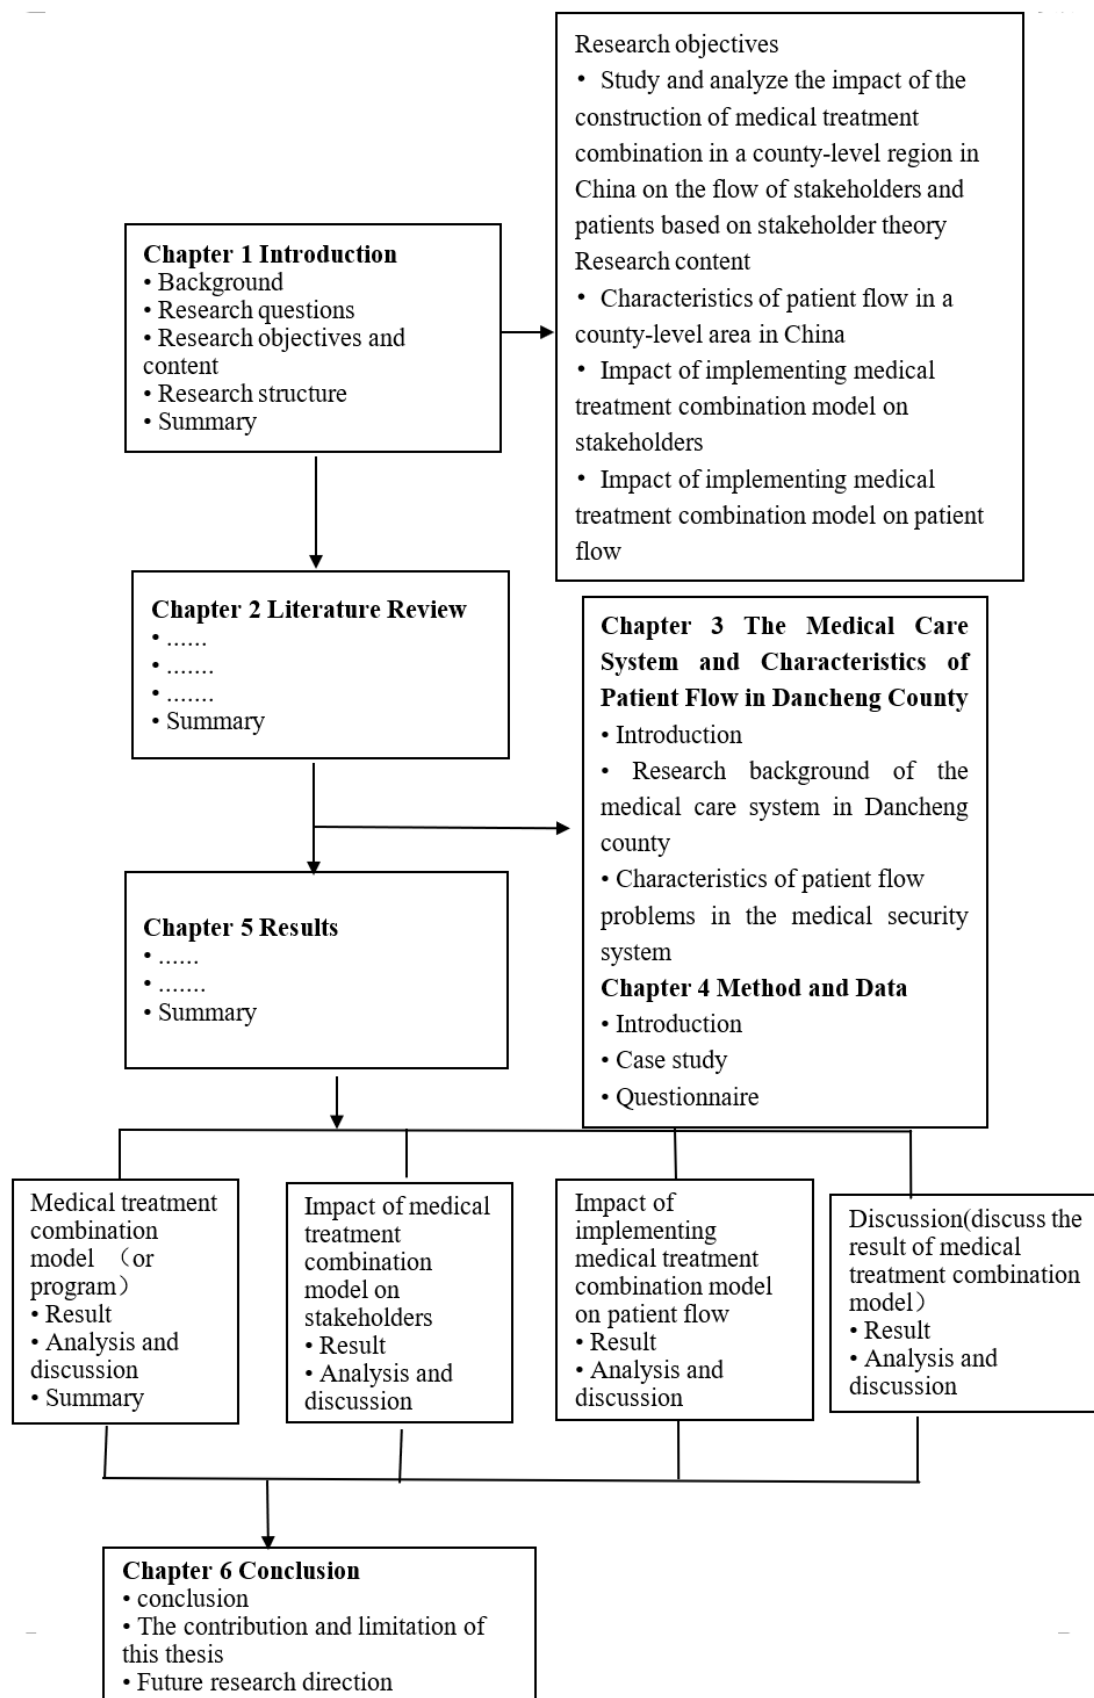 Research objectives
• Study and analyze the impact of the
construction of medical treatment
combination in a county-level region in
China on the flow of stakeholders and
patients based on stakeholder theory
Research content
• Characteristics of patient flow in a
county-level area in China
• Impact of implementing medical
treatment combination model on
stakeholders
• Impact of implementing medical
treatment combination model on patient
flow
Chapter 1 Introduction
• Background
• Research questions
• Research objectives and
content
• Research structure
• Summary
Chapter 2 Literature Review
• ......
• .......
• .......
• Summary
Chapter 3 The Medical Care
System and Characteristics of
Patient Flow in Dancheng County
• Introduction
• Research background of the
medical care system in Dancheng
county
• Characteristics of patient flow
problems in the medical security
system
Chapter 4 Method and Data
• Introduction
• Case study
• Questionnaire
Chapter 5 Results
• ......
• .......
• Summary
Medical treatment
combination
model （or
program）
• Result
• Analysis and
discussion
• Summary
Impact of medical
treatment
combination
model on
stakeholders
• Result
• Analysis and
discussion
Impact of
implementing
medical treatment
combination model
on patient flow
• Result
• Analysis and
discussion
Discussion(discuss the
result of medical
treatment combination
model）
• Result
• Analysis and
discussion
Chapter 6 Conclusion
• conclusion
• The contribution and limitation of
this thesis
• Future research direction